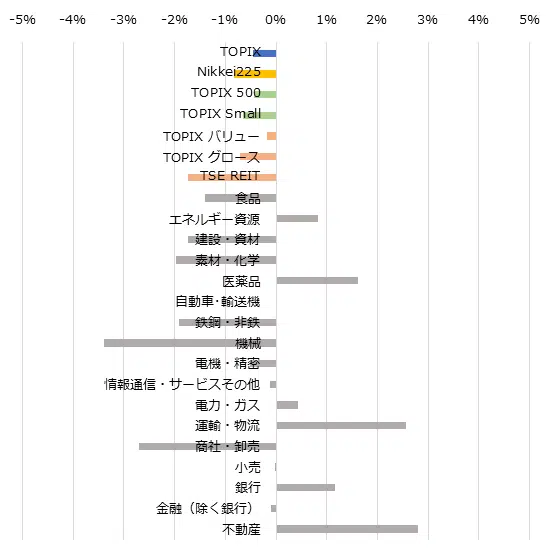 -5% -4% -3% -2% -1% 0% 1% 2% 3% 4% 5%
TOPIX
Nikkei225
TOPIX 500
TOPIX Small
TOPIX バリュー
TOPIX グロース
TSE REIT
食品
エネルギー資源
建設・資材
素材・化学
医薬品
自動車・輸送機
鉄鋼・非鉄
機械
電機・精密
情報通信・サービスその他
電力・ガス
運輸・物流
商社・卸売
小売
銀行
金融（除く銀行）
不動産